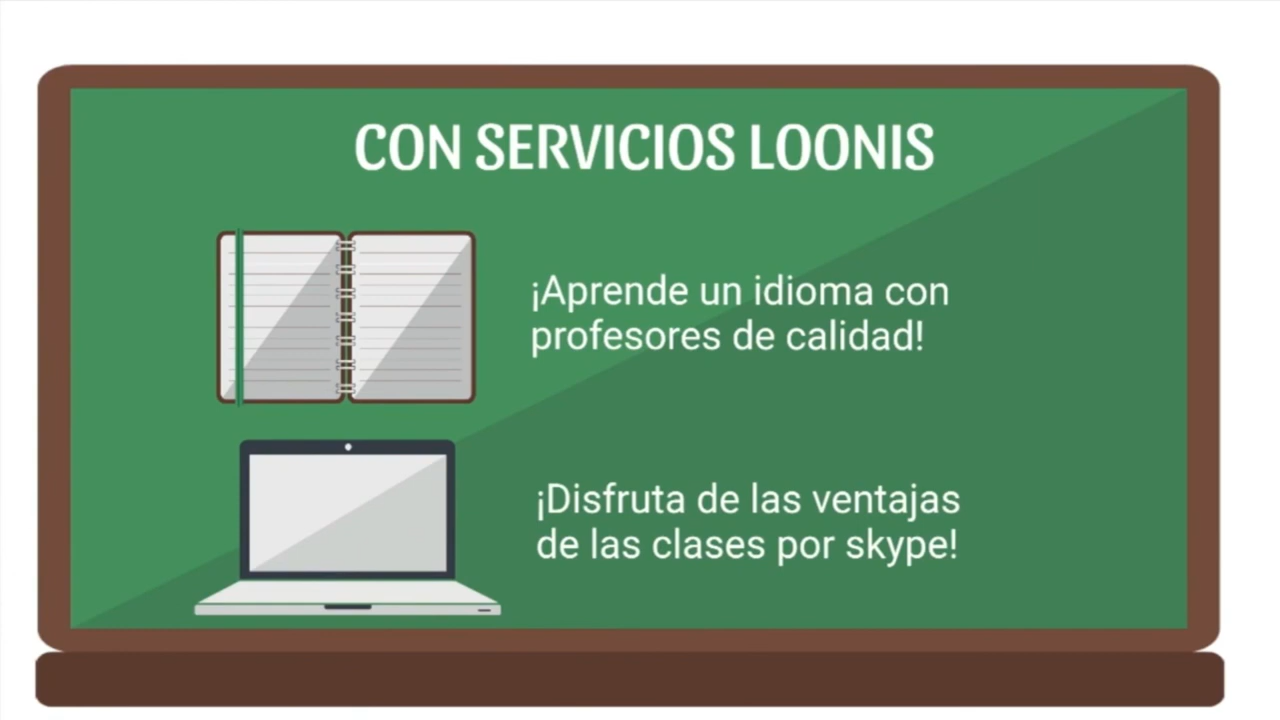 CON SERVICIOS LOONIS
¡Aprende un idioma con
profesores de calidad!
¡Disfruta de las ventajas
de las clases por skype!